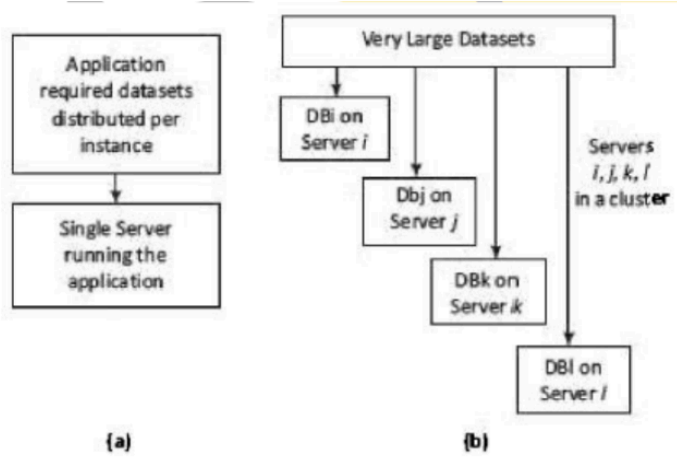 Application
required datasets
distributed per
instance
Single Server
running the
application
(a)
Very Large Datasets
DBi on
Server i
Dbj on
Server j
DBk on
Server k
DBl on
Server l
Servers
i, j, k, l
in a cluster
(b)